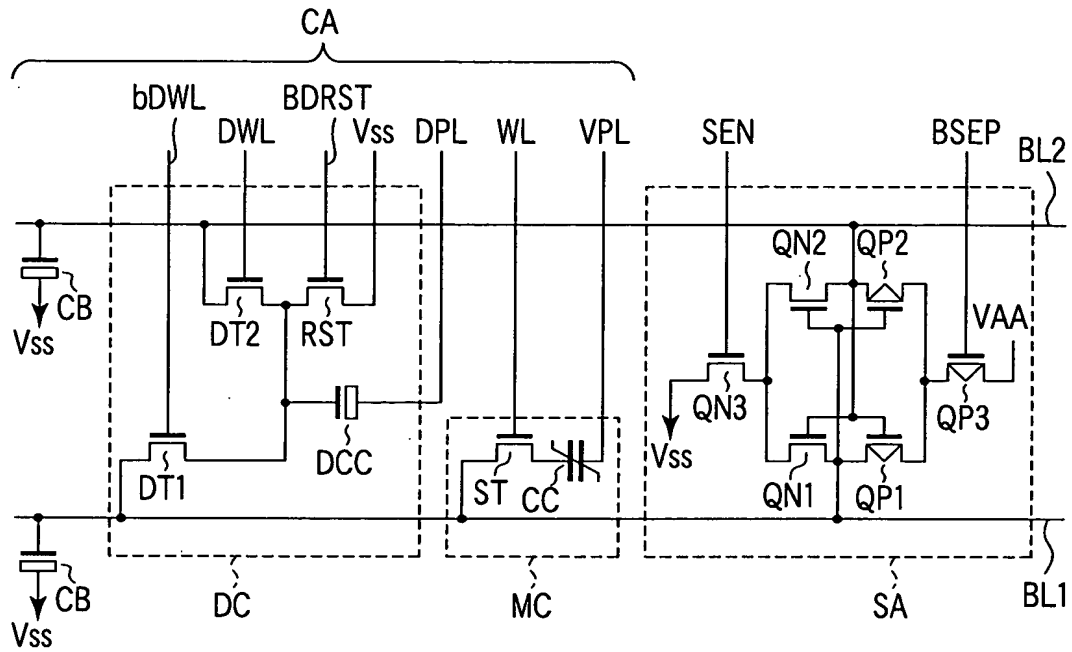 CA
bDWL
BDRST
DWL
Vss
DPL
WL
VPL
SEN
BSEP
BL2
CB
Vss
DT2
RST
QN2
QP2
VAA
QN3
QP3
Vss
DCC
DT1
ST
CC
QN1
QP1
CB
Vss
DC
MC
SA
BL1